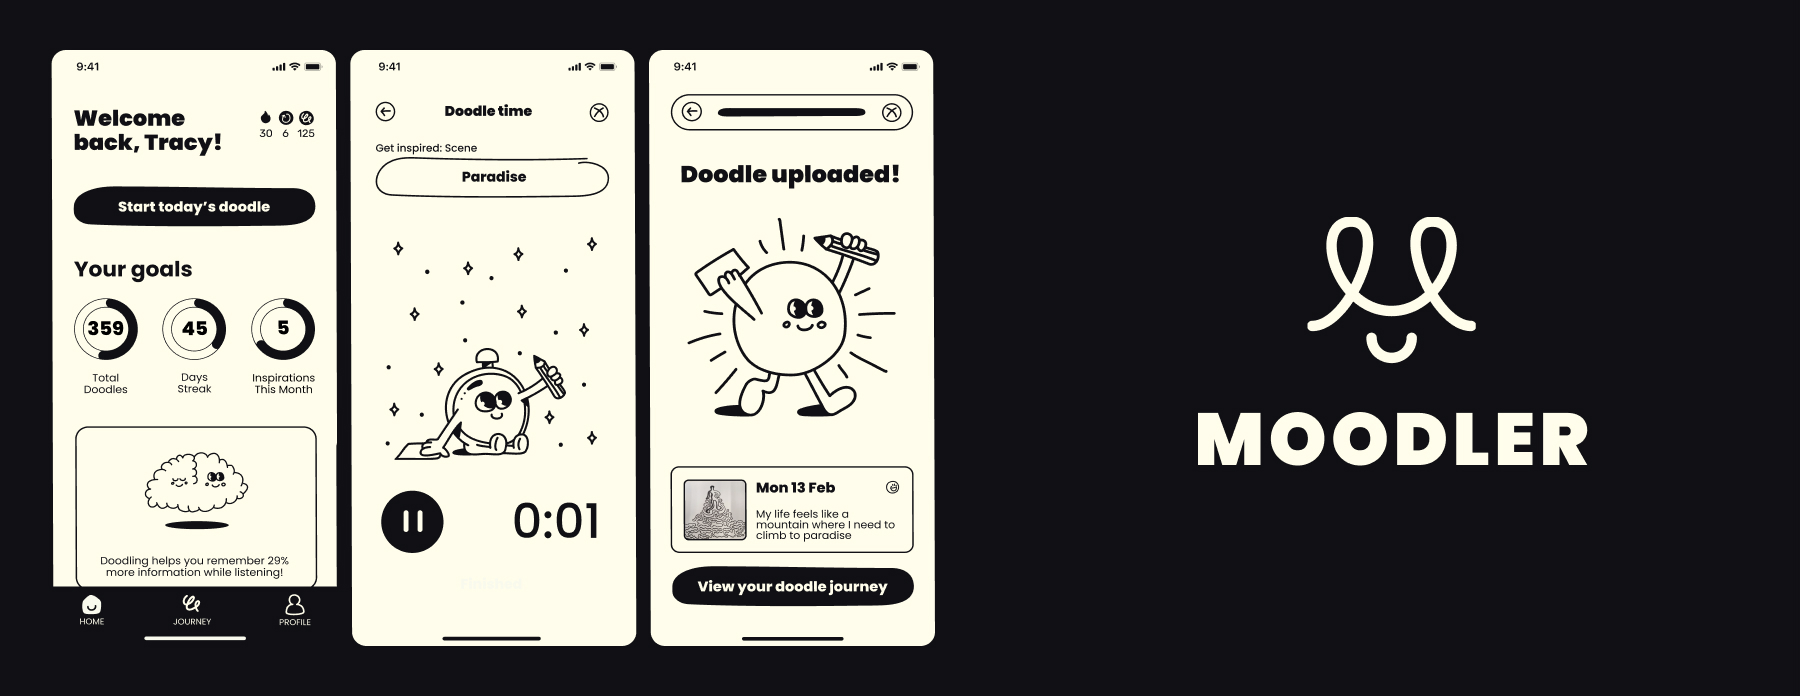 9:41
Welcome
back, Tracy!
30 6 125
Start today's doodle
Your goals
359
45
5
Total
Doodles
Days
Streak
Inspirations
This Month
Doodling helps you remember 29%
more information while listening!
HOME
JOURNEY
PROFILE
9:41
Doodle time
Get inspired: Scene
Paradise
0:01
Finished
9:41
Doodle uploaded!
Mon 13 Feb
My life feels like a
mountain where I need to
climb to paradise
View your doodle journey
MOODLER